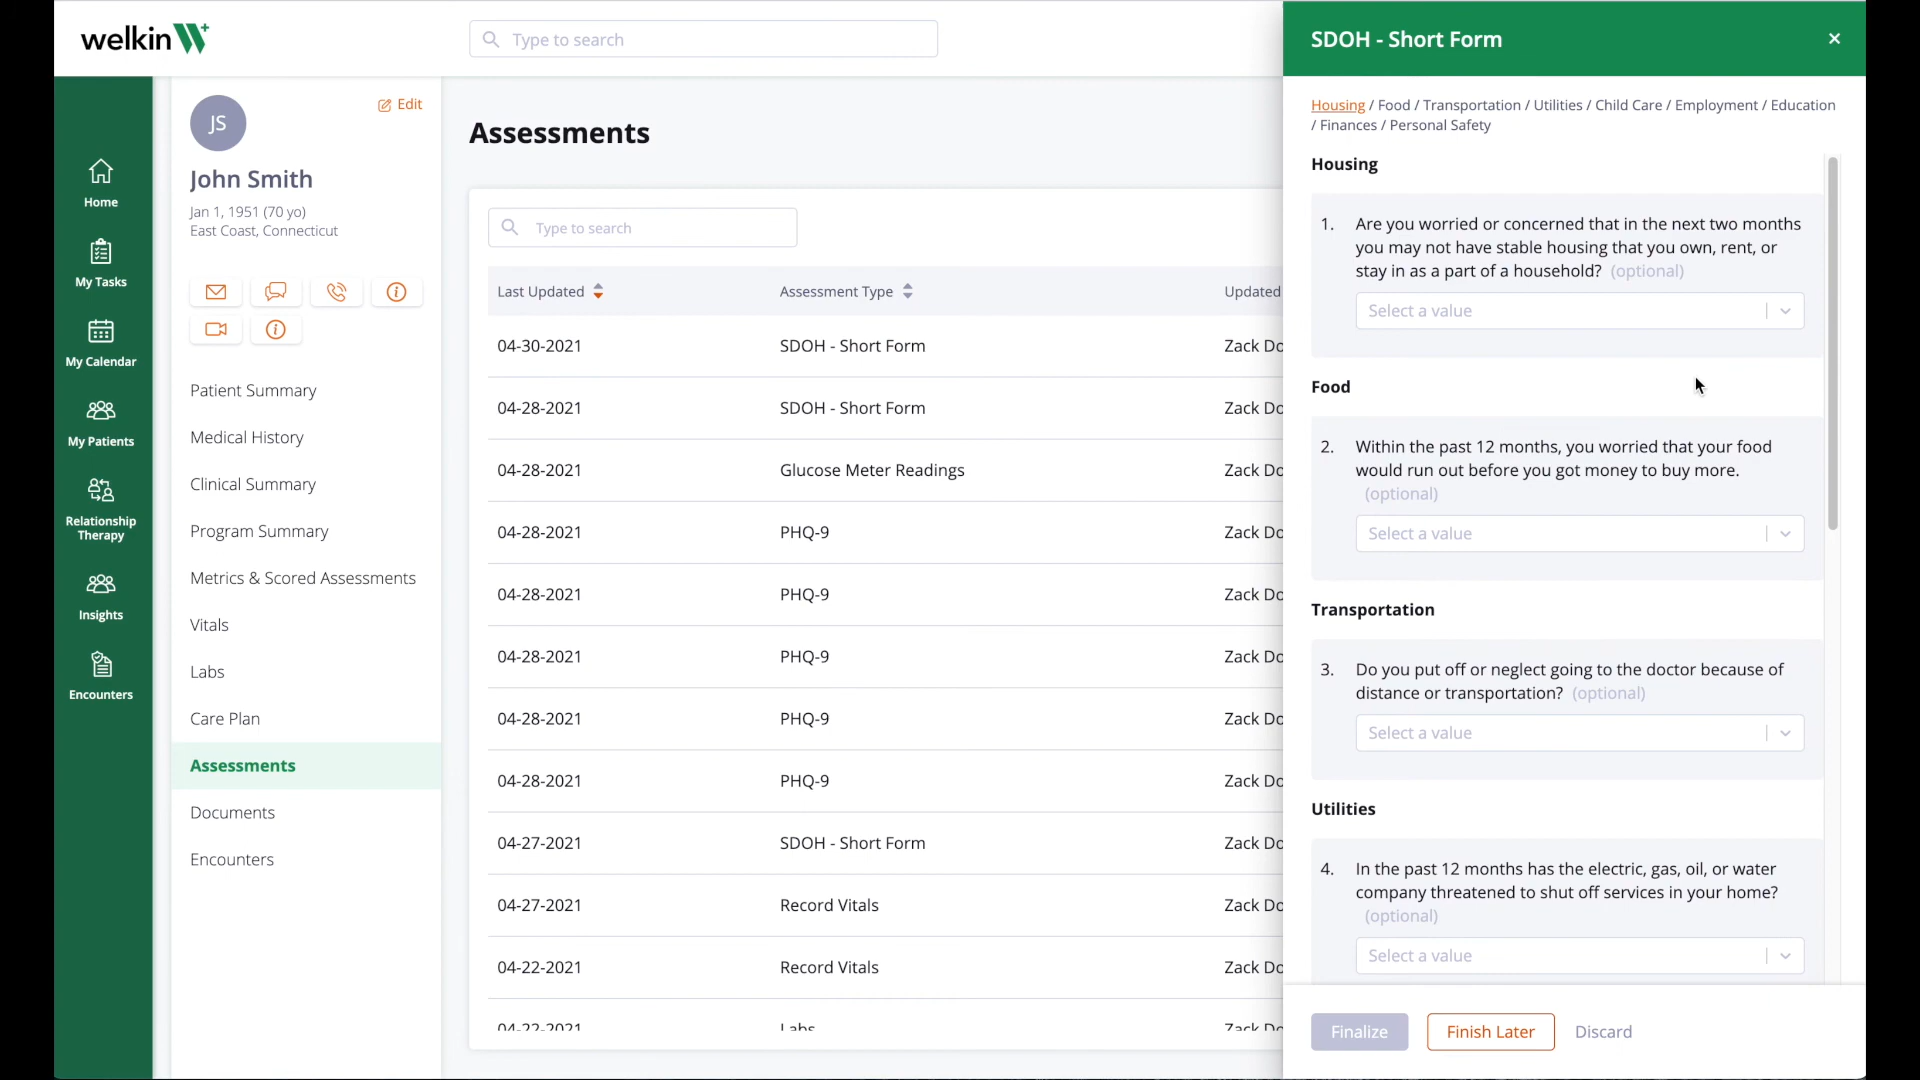 welkin
Type to search
SDOH - Short Form
Home
My Tasks
My Calendar
My Patients
Relationship
Therapy
Insights
Encounters
JS
Edit
John Smith
Jan 1, 1951 (70 yo)
East Coast, Connecticut
Patient Summary
Medical History
Clinical Summary
Program Summary
Metrics & Scored Assessments
Vitals
Labs
Care Plan
Assessments
Documents
Encounters
Assessments
Type to search
Last Updated Assessment Type Updated
04-30-2021 SDOH - Short Form Zack Do
04-28-2021 SDOH - Short Form Zack Do
04-28-2021 Glucose Meter Readings Zack Do
04-28-2021 PHQ-9 Zack Do
04-28-2021 PHQ-9 Zack Do
04-28-2021 PHQ-9 Zack Do
04-28-2021 PHQ-9 Zack Do
04-28-2021 PHQ-9 Zack Do
04-27-2021 SDOH - Short Form Zack Do
04-27-2021 Record Vitals Zack Do
04-22-2021 Record Vitals Zack Do
04-22-2021 Labs Zack Do
Housing / Food / Transportation / Utilities / Child Care / Employment / Education
/ Finances / Personal Safety
Housing
1. Are you worried or concerned that in the next two months
you may not have stable housing that you own, rent, or
stay in as a part of a household? (optional)
Select a value
Food
2. Within the past 12 months, you worried that your food
would run out before you got money to buy more.
(optional)
Select a value
Transportation
3. Do you put off or neglect going to the doctor because of
distance or transportation? (optional)
Select a value
Utilities
4. In the past 12 months has the electric, gas, oil, or water
company threatened to shut off services in your home?
(optional)
Select a value
Finalize
Finish Later
Discard